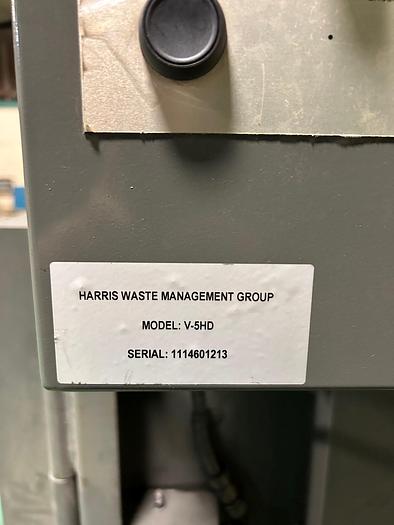 HARRIS WASTE MANAGEMENT GROUP
MODEL: V-5HD
SERIAL: 1114601213